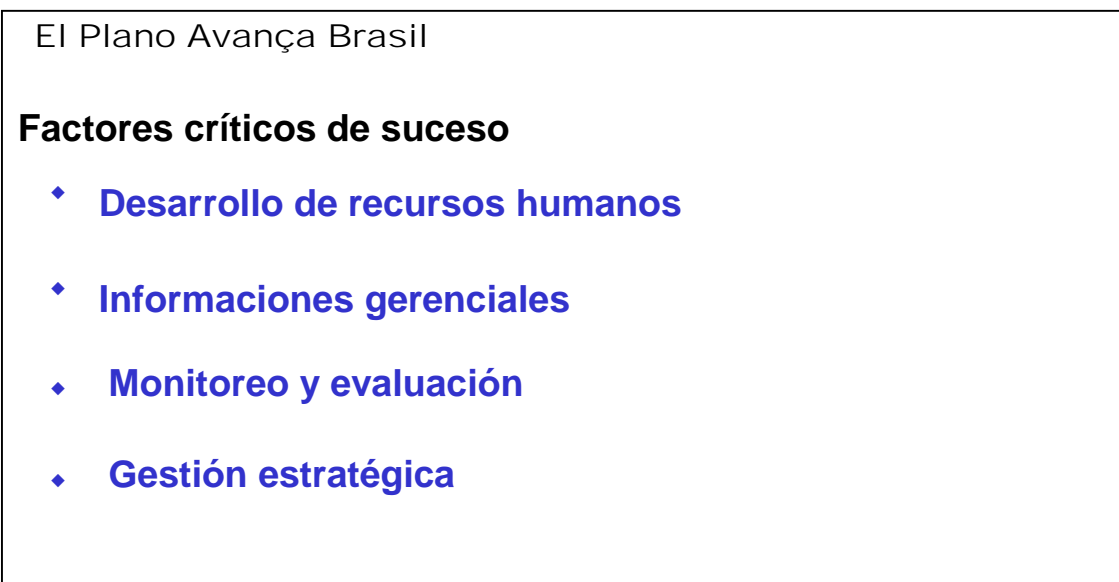 El Plano Avança Brasil
Factores críticos de suceso
Desarrollo de recursos humanos
Informaciones gerenciales
Monitoreo y evaluación
Gestión estratégica